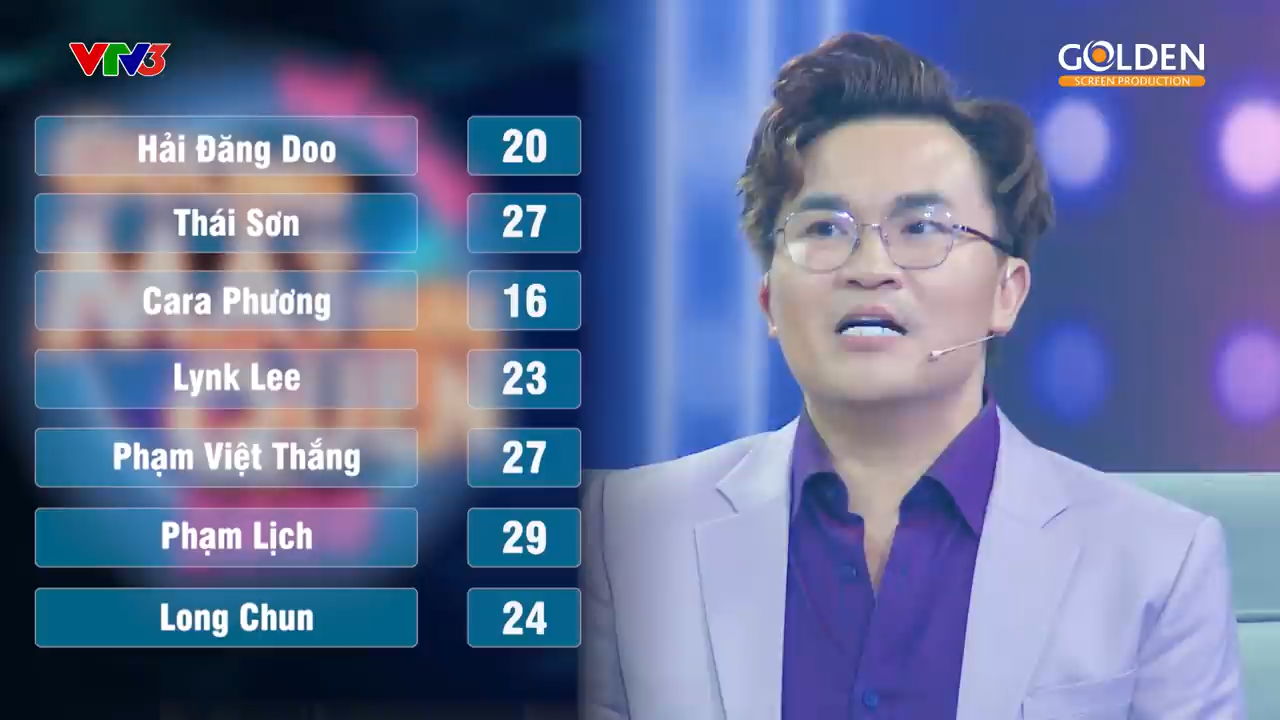 VTV3
GOLDEN
SCREEN PRODUCTION
Hải Đăng Doo 20
Thái Sơn 27
Cara Phương 16
Lynk Lee 23
Phạm Việt Thắng 27
Phạm Lịch 29
Long Chun 24